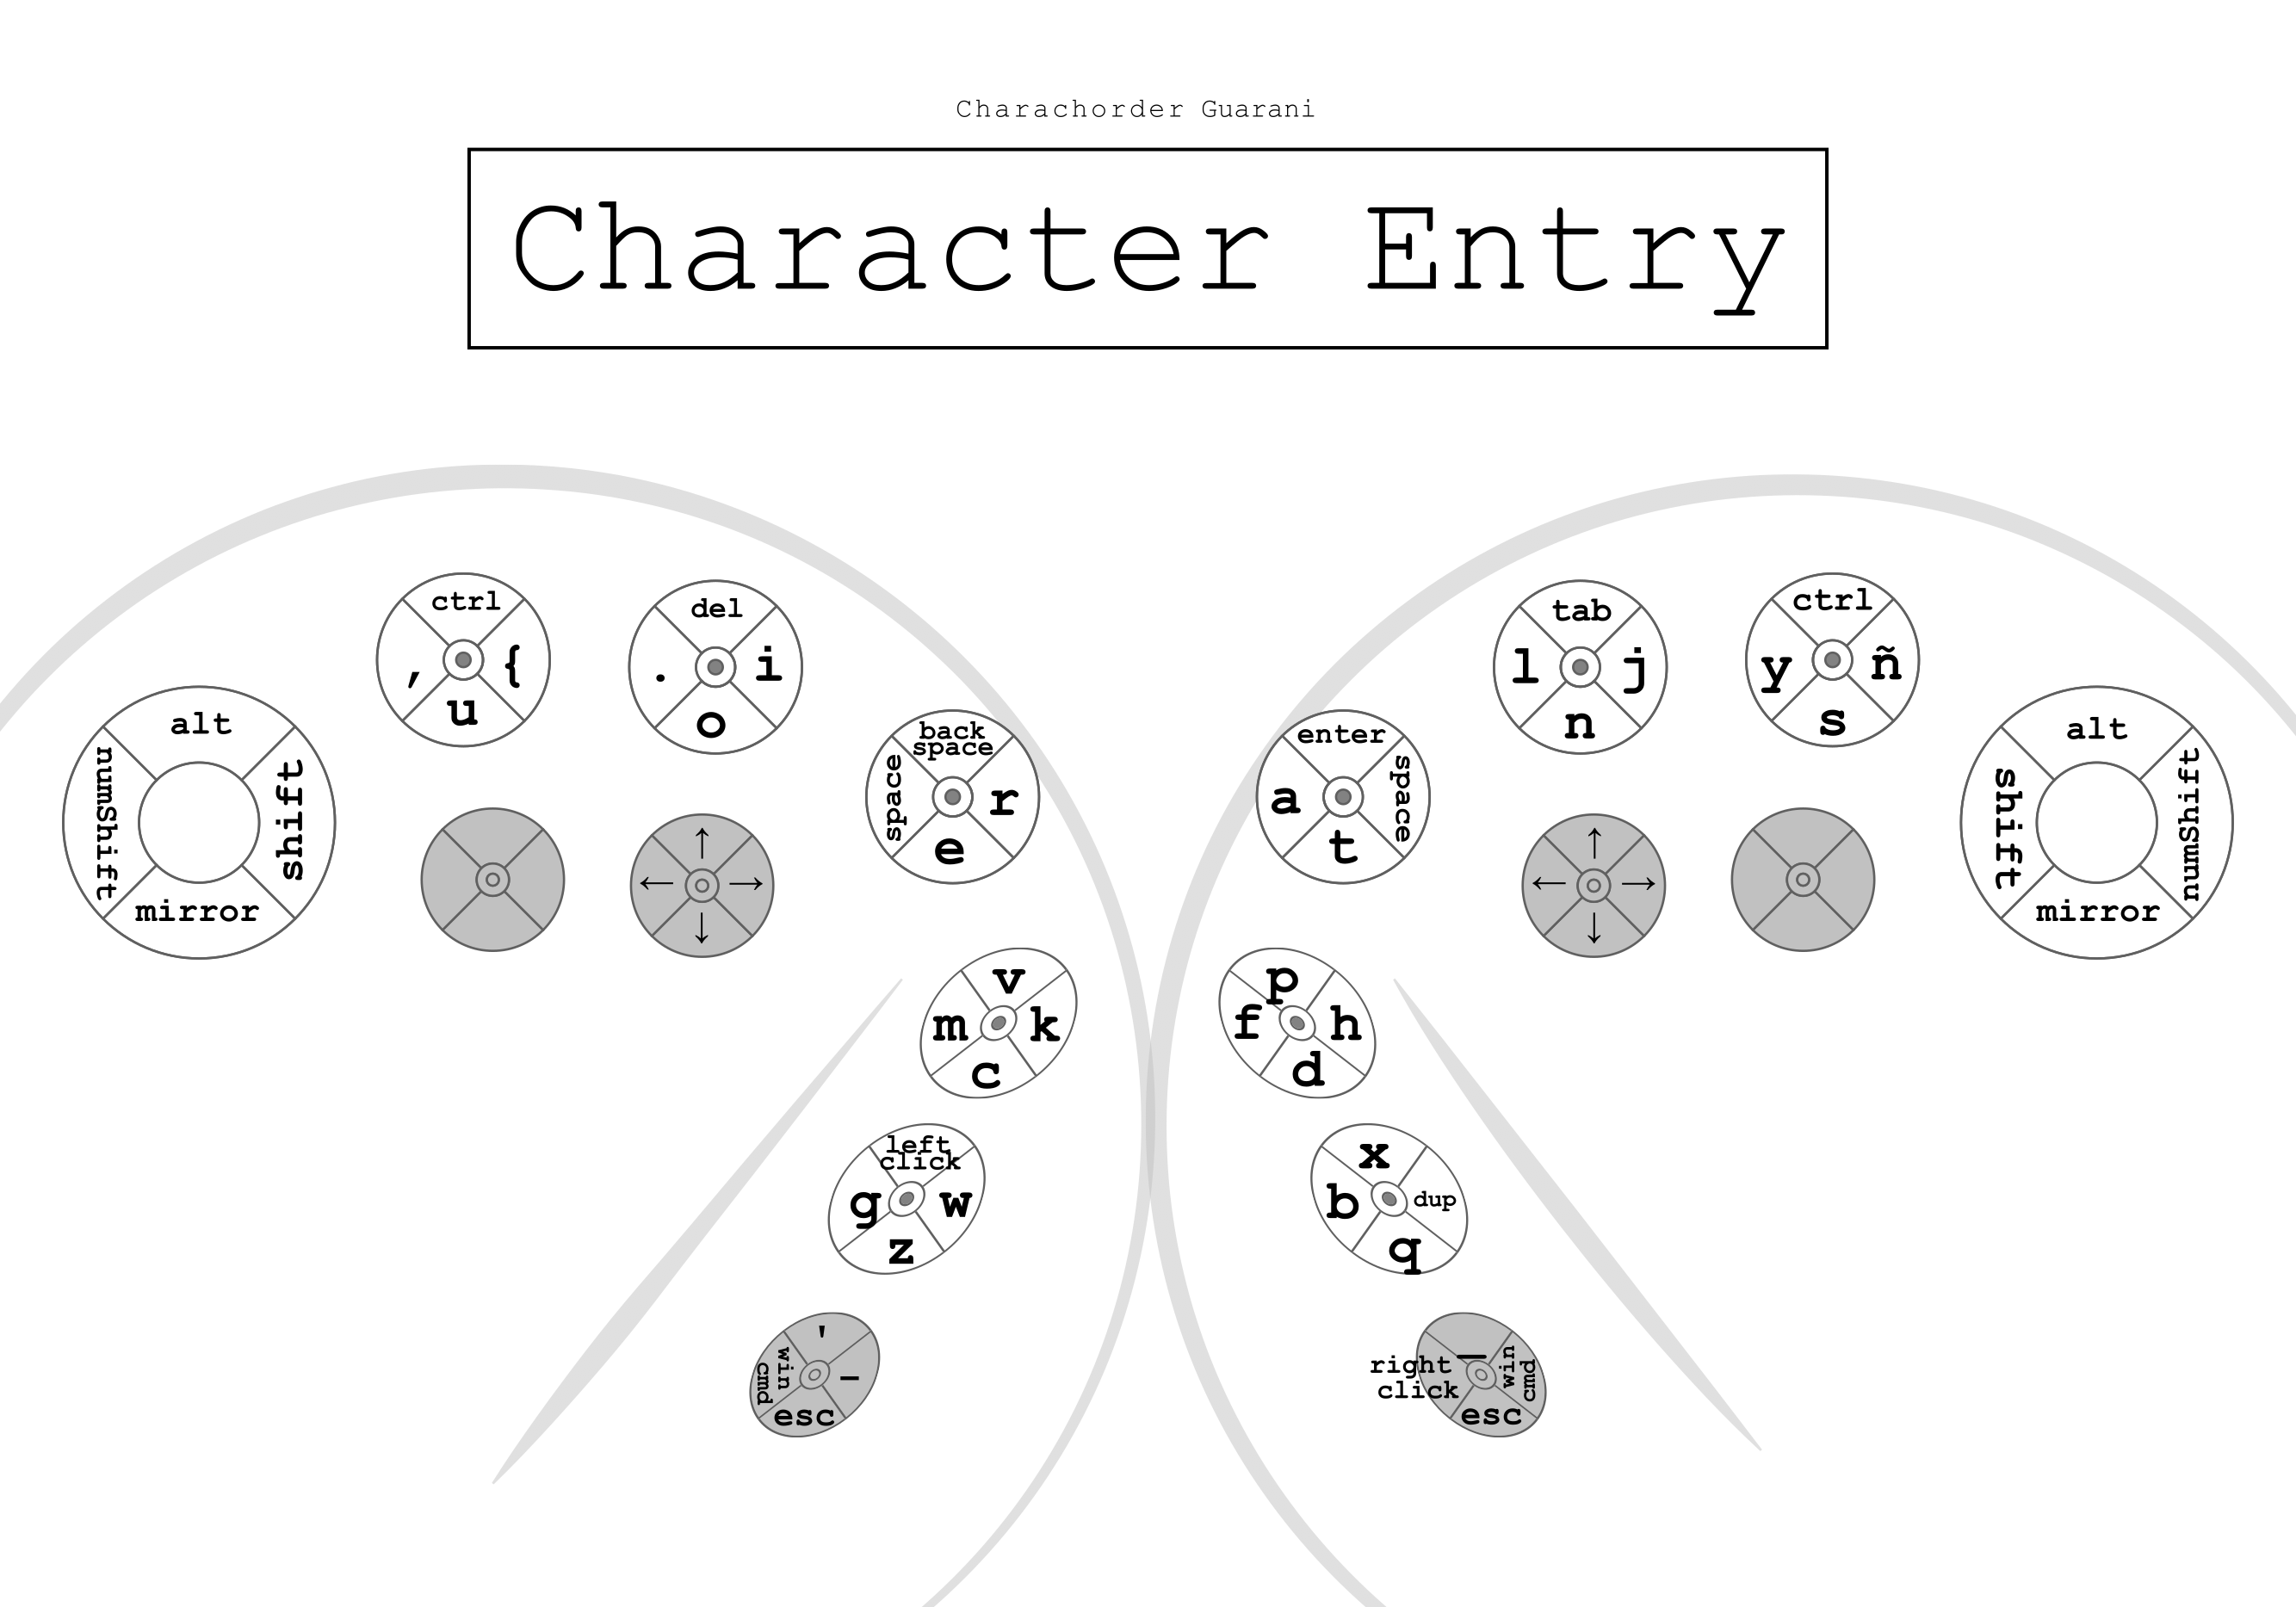 Charachorder Guarani
Character Entry
ctrl
, {
u
del
. i
o
tab
l j
n
ctrl
y ñ
s
alt
numShift shift
mirror
back
space
space r
e
enter
a space
t
alt
shift numShift
mirror
↑
← →
↓
↑
← →
↓
v
m k
c
p
f h
d
left
click
g w
z
x
b dup
q
'
win
cmd
–
esc
–
right
click
win
cmd
esc